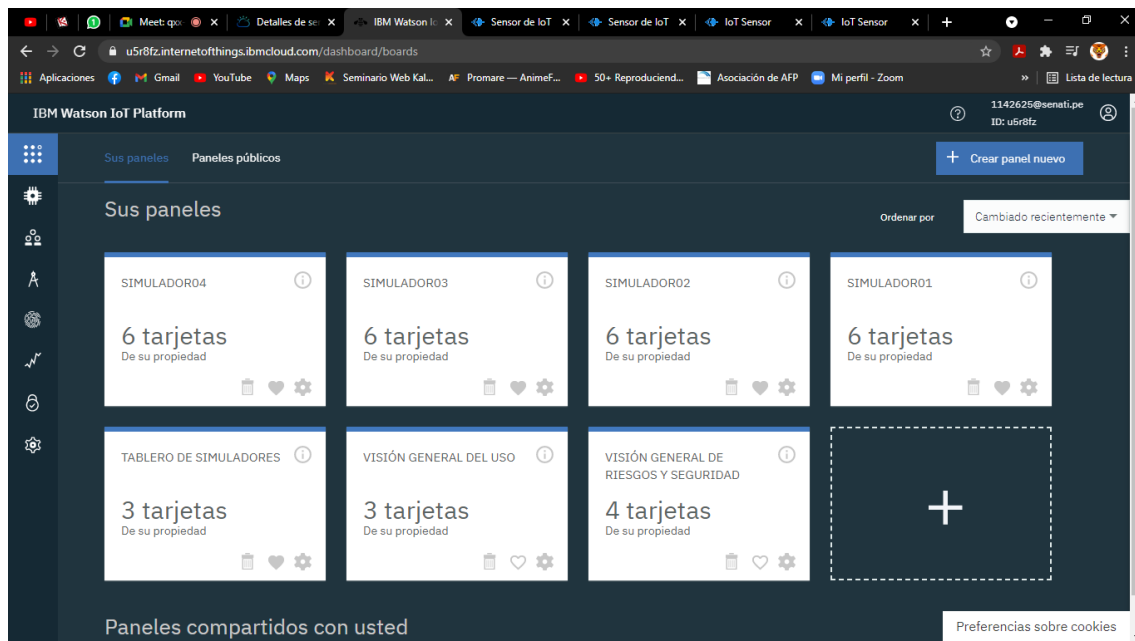 Meet: qxx
Detalles de ser
IBM Watson Io
Sensor de IoT
Sensor de IoT
IoT Sensor
IoT Sensor
u5r8fz.internetofthings.ibmcloud.com/dashboard/boards
Aplicaciones
Gmail
YouTube
Maps
Seminario Web Kal...
AF Promare — AnimeF...
50+ Reproduciend...
Asociación de AFP
Mi perfil - Zoom
»
Lista de lectura
IBM Watson IoT Platform
1142625@senati.pe
ID: u5r8fz
Sus paneles
Paneles públicos
+ Crear panel nuevo
Sus paneles
Ordenar por
Cambiado recientemente
SIMULADOR04
6 tarjetas
De su propiedad
SIMULADOR03
6 tarjetas
De su propiedad
SIMULADOR02
6 tarjetas
De su propiedad
SIMULADOR01
6 tarjetas
De su propiedad
TABLERO DE SIMULADORES
3 tarjetas
De su propiedad
VISIÓN GENERAL DEL USO
3 tarjetas
De su propiedad
VISIÓN GENERAL DE
RIESGOS Y SEGURIDAD
4 tarjetas
De su propiedad
Paneles compartidos con usted
Preferencias sobre cookies